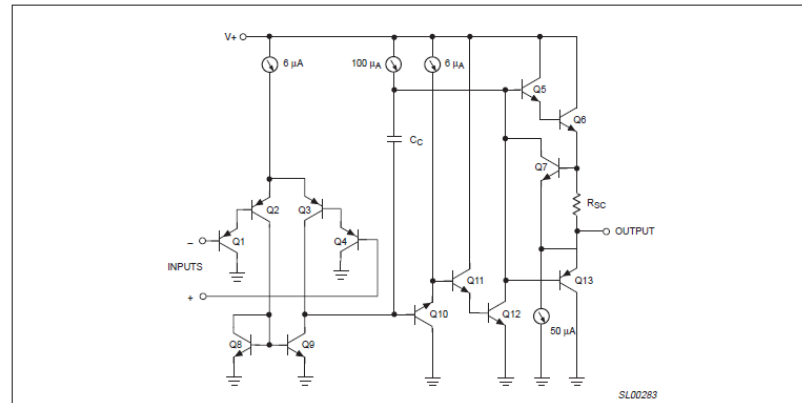 V+
6 μA
100 μA
6 μA
Q5
Q6
CC
Q7
RSC
Q2
Q3
Q1
Q4
–
INPUTS
+
OUTPUT
Q11
Q13
Q10
Q12
50 μA
Q8
Q9
SL00283